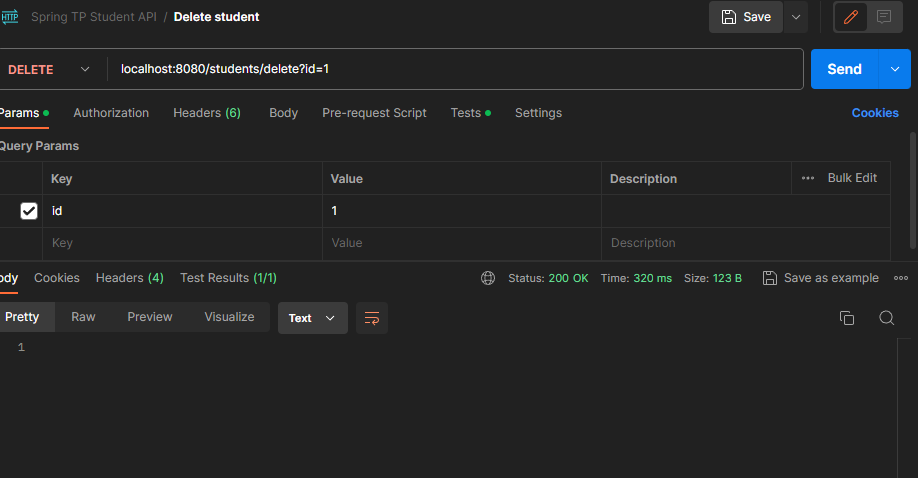 HTTP Spring TP Student API / Delete student Save
DELETE localhost:8080/students/delete?id=1 Send
Params Authorization Headers (6) Body Pre-request Script Tests Settings Cookies
Query Params
Key Value Description ••• Bulk Edit
id 1
Key Value Description
ody Cookies Headers (4) Test Results (1/1) Status: 200 OK Time: 320 ms Size: 123 B Save as example
Pretty Raw Preview Visualize Text
1